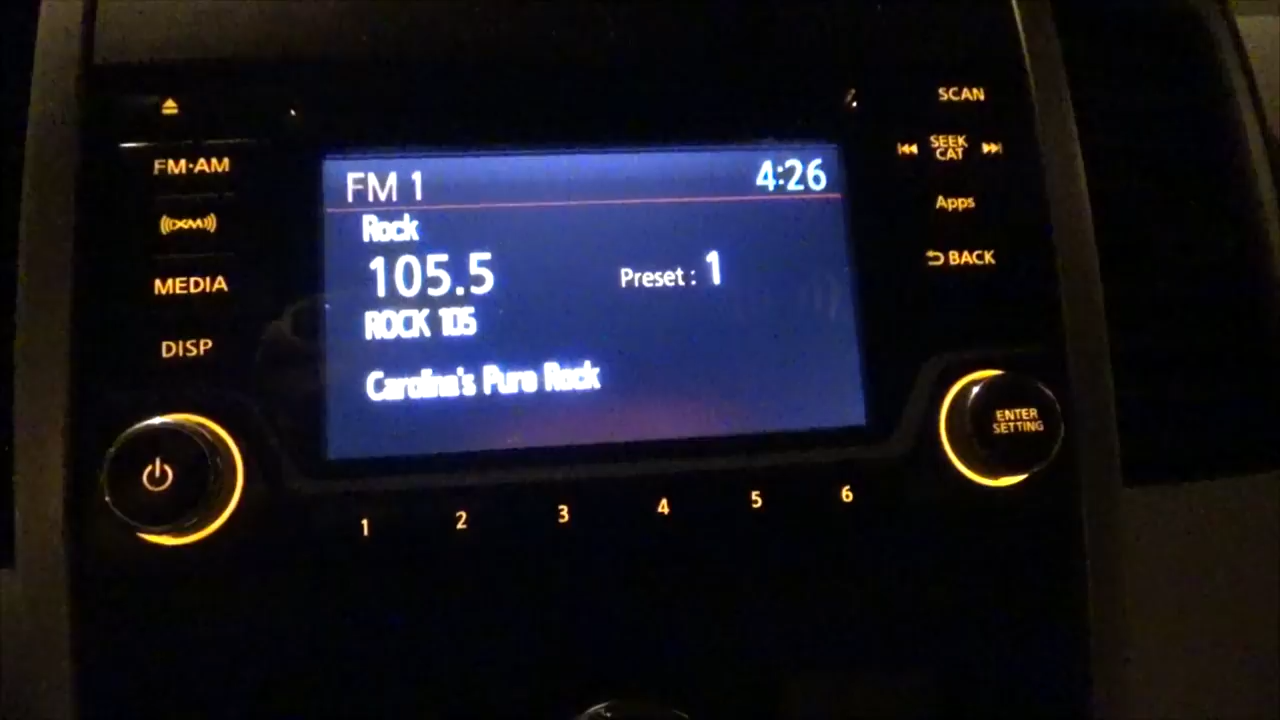 FM·AM
XM
MEDIA
DISP
FM 1
4:26
Rock
105.5
Preset : 1
ROCK 105
Carolina's Pure Rock
SCAN
SEEK
CAT
Apps
BACK
ENTER
SETTING
1 2 3 4 5 6